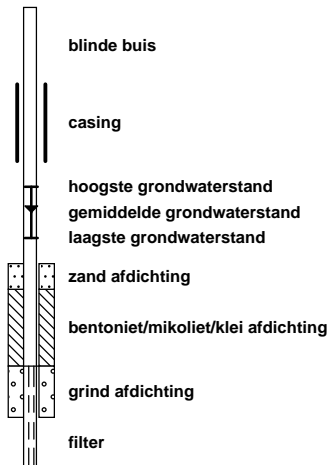 blinde buis
casing
hoogste grondwaterstand
gemiddelde grondwaterstand
laagste grondwaterstand
zand afdichting
bentoniet/mikoliet/klei afdichting
grind afdichting
filter